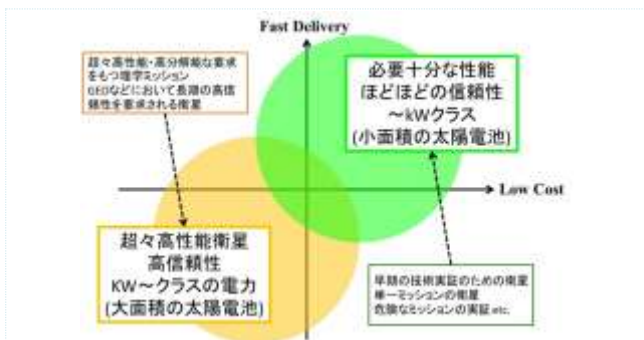 Fast Delivery
超々高性能・高分解能な要求
をもつ理学ミッション
GEOなどにおいて長期の高信
頼性を要求される衛星
必要十分な性能
ほどほどの信頼性
～kWクラス
(小面積の太陽電池)
Low Cost
超々高性能衛星
高信頼性
KW～クラスの電力
(大面積の太陽電池)
早期の技術実証のための衛星
単一ミッションの衛星
危険なミッションの実証 etc.